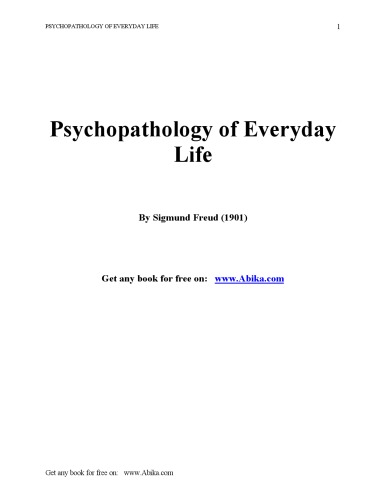 PSYCHOPATHOLOGY OF EVERYDAY LIFE 1
Psychopathology of Everyday
Life
By Sigmund Freud (1901)
Get any book for free on: www.Abika.com
Get any book for free on: www.Abika.com